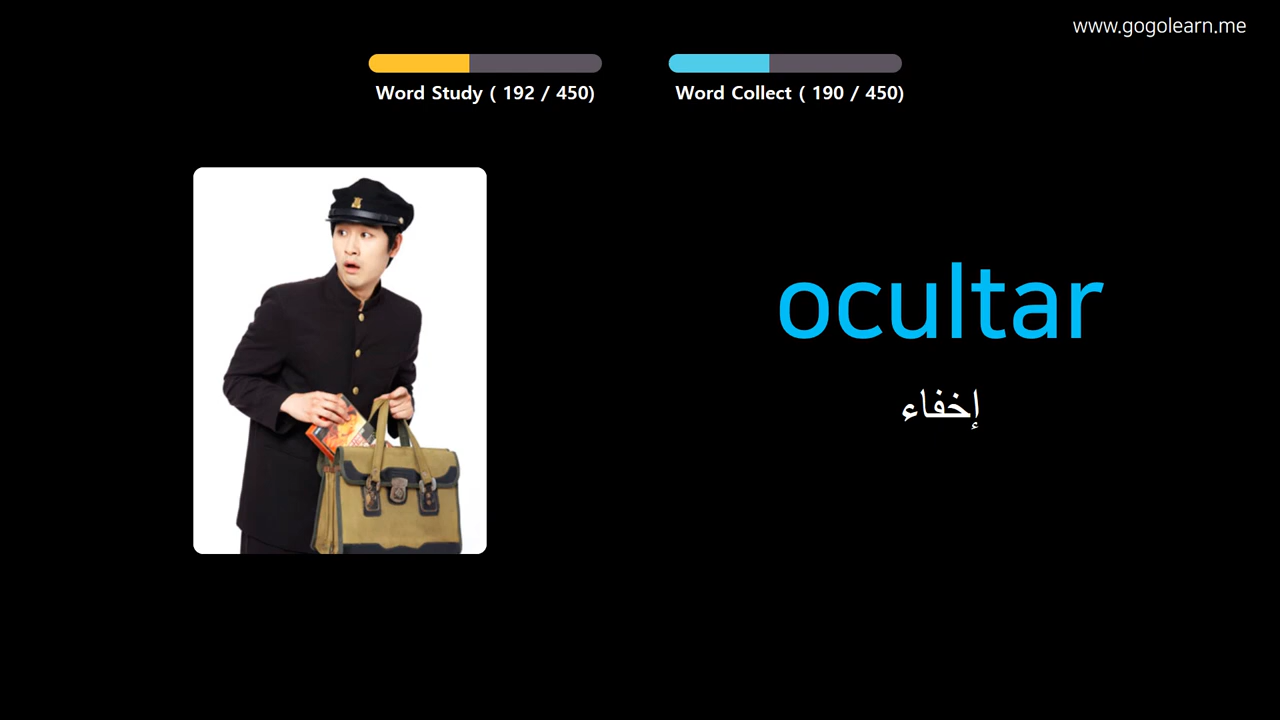 www.gogolearn.me
Word Study ( 192 / 450)
Word Collect ( 190 / 450)
ocultar
إخفاء